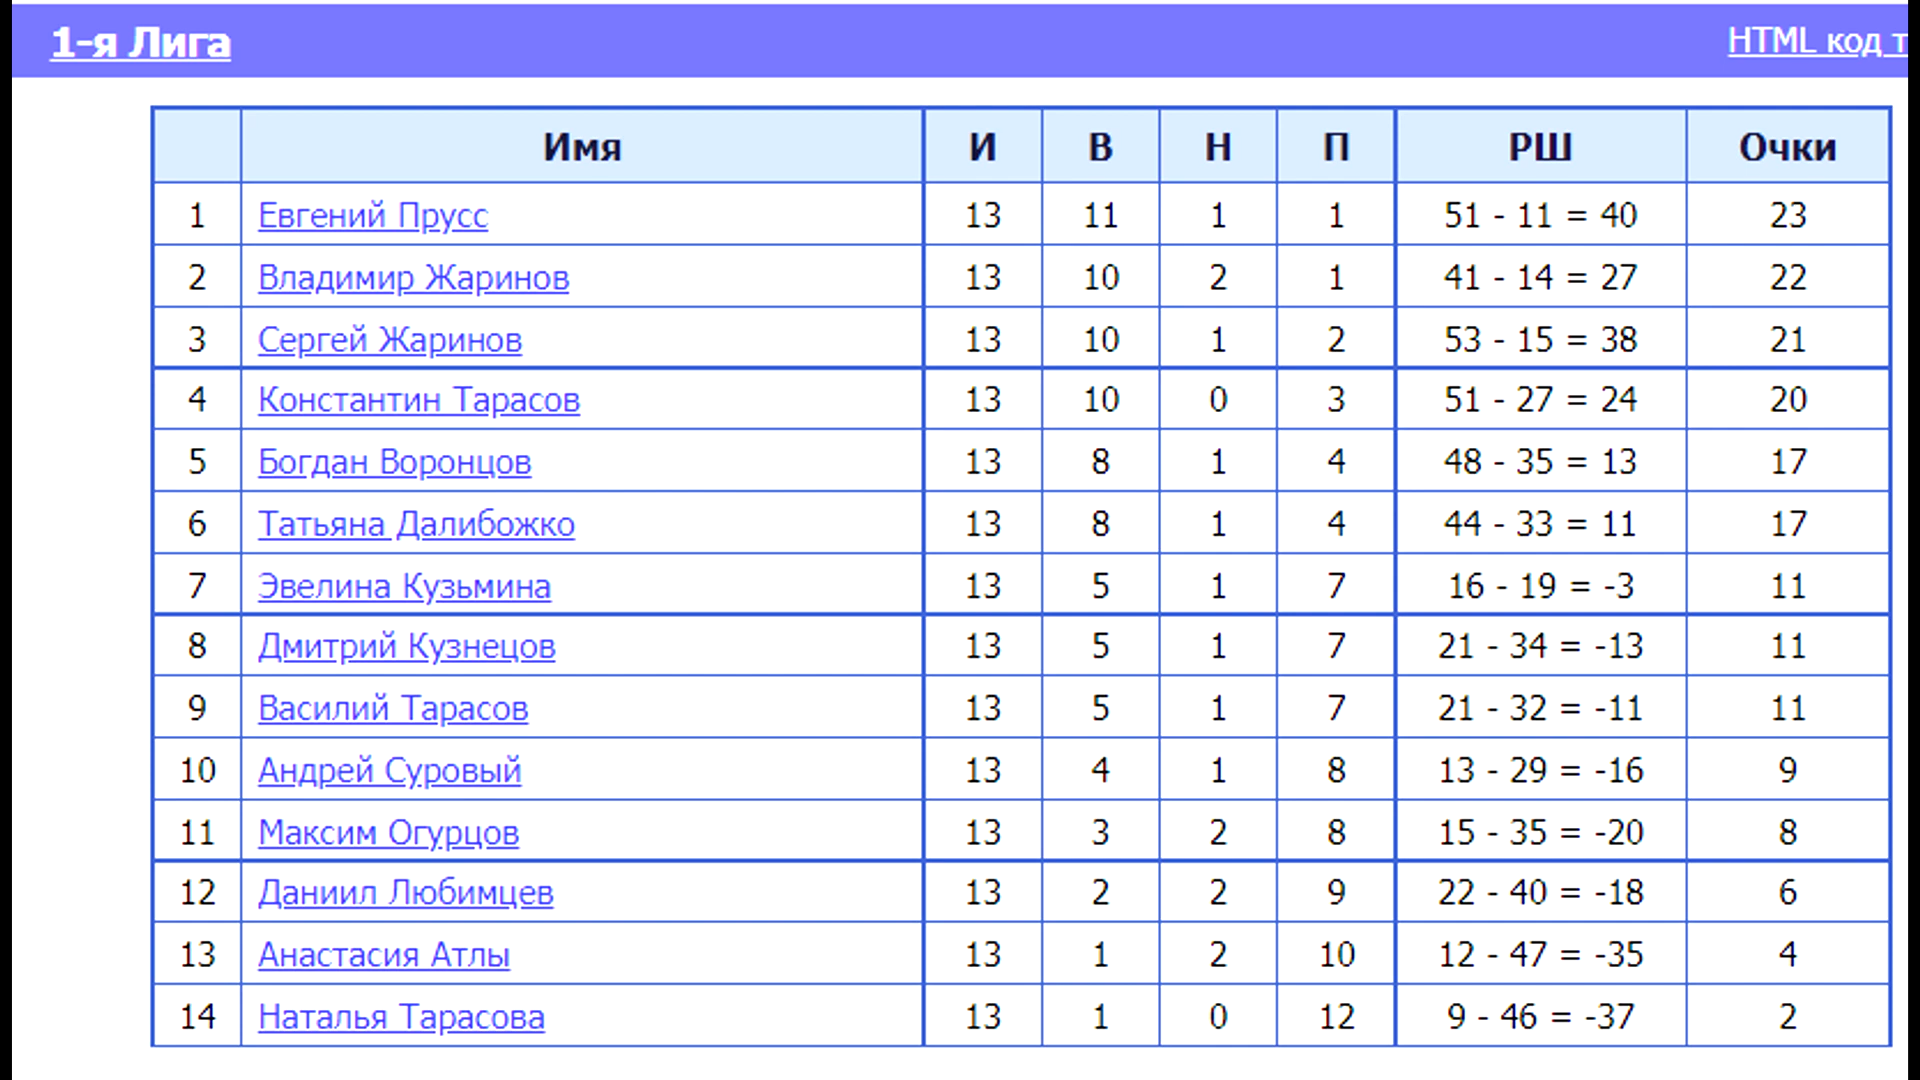 1-я Лига HTML код т
Имя И В Н П РШ Очки
1 Евгений Прусс 13 11 1 1 51 - 11 = 40 23
2 Владимир Жаринов 13 10 2 1 41 - 14 = 27 22
3 Сергей Жаринов 13 10 1 2 53 - 15 = 38 21
4 Константин Тарасов 13 10 0 3 51 - 27 = 24 20
5 Богдан Воронцов 13 8 1 4 48 - 35 = 13 17
6 Татьяна Далибожко 13 8 1 4 44 - 33 = 11 17
7 Эвелина Кузьмина 13 5 1 7 16 - 19 = -3 11
8 Дмитрий Кузнецов 13 5 1 7 21 - 34 = -13 11
9 Василий Тарасов 13 5 1 7 21 - 32 = -11 11
10 Андрей Суровый 13 4 1 8 13 - 29 = -16 9
11 Максим Огурцов 13 3 2 8 15 - 35 = -20 8
12 Даниил Любимцев 13 2 2 9 22 - 40 = -18 6
13 Анастасия Атлы 13 1 2 10 12 - 47 = -35 4
14 Наталья Тарасова 13 1 0 12 9 - 46 = -37 2